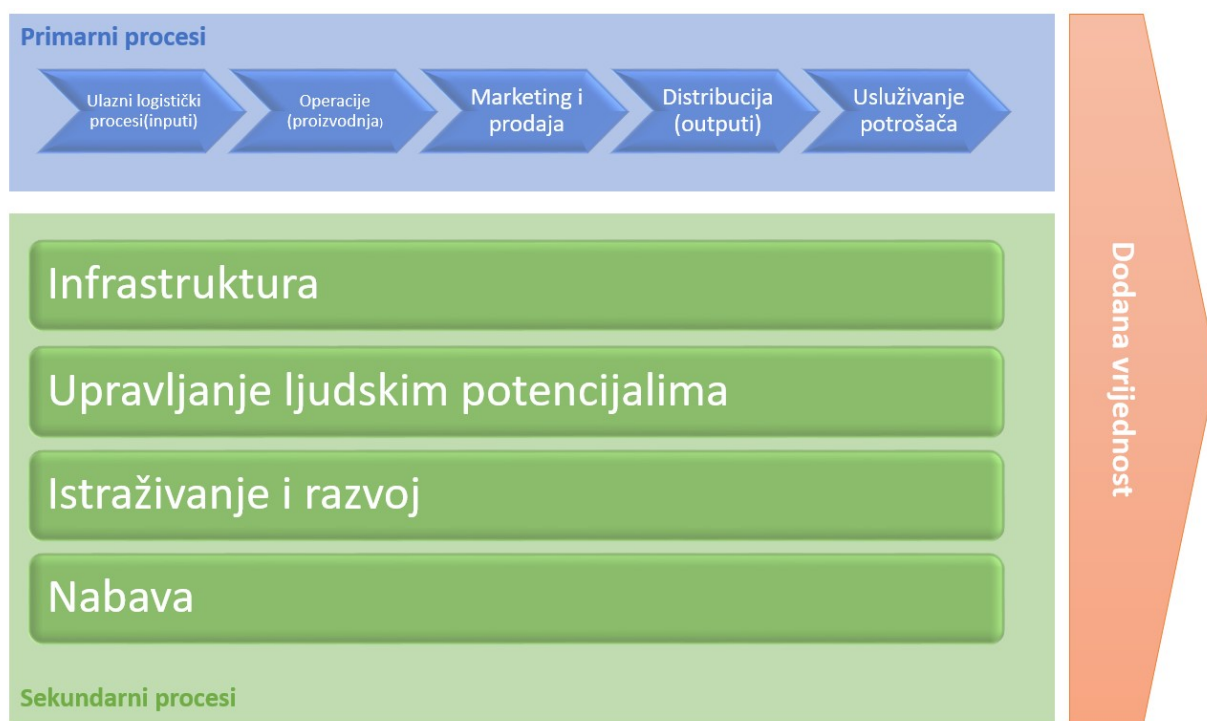 Primarni procesi
Ulazni logistički
procesi(inputi)
Operacije
(proizvodnja)
Marketing i
prodaja
Distribucija
(outputi)
Usluživanje
potrošača
Infrastruktura
Upravljanje ljudskim potencijalima
Istraživanje i razvoj
Nabava
Sekundarni procesi
Dodana vrijednost